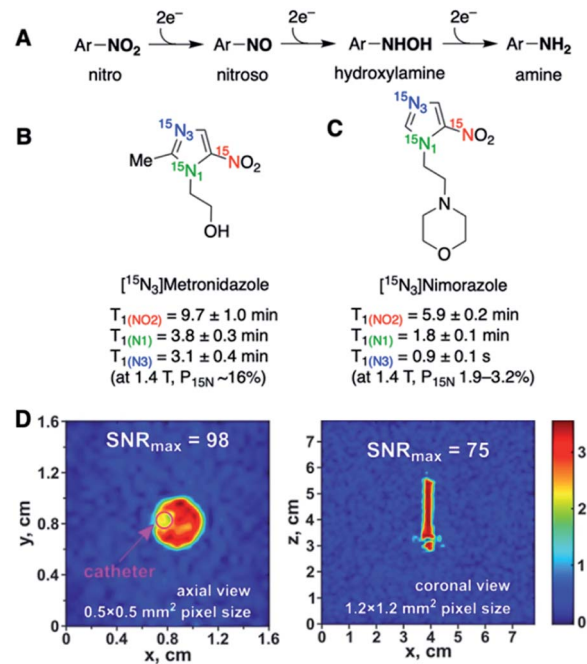 A
2e⁻ 2e⁻ 2e⁻
Ar–NO₂ Ar–NO Ar–NHOH Ar–NH₂
nitro nitroso hydroxylamine amine
B
¹⁵N₃
Me
¹⁵N₁
¹⁵NO₂
OH
[¹⁵N₃]Metronidazole
T₁(NO2) = 9.7 ± 1.0 min
T₁(N1) = 3.8 ± 0.3 min
T₁(N3) = 3.1 ± 0.4 min
(at 1.4 T, P₁₅N ~16%)
C
¹⁵N₃
¹⁵N₁
¹⁵NO₂
N
O
[¹⁵N₃]Nimorazole
T₁(NO2) = 5.9 ± 0.2 min
T₁(N1) = 1.8 ± 0.1 min
T₁(N3) = 0.9 ± 0.1 s
(at 1.4 T, P₁₅N 1.9–3.2%)
D
SNRmax = 98
catheter
axial view
0.5×0.5 mm² pixel size
y, cm
1.6
1.2
0.8
0.4
0
0 0.4 0.8 1.2 1.6
x, cm
SNRmax = 75
coronal view
1.2×1.2 mm² pixel size
z, cm
7
6
5
4
3
2
1
0
0 1 2 3 4 5 6 7
x, cm
3
2
1
0